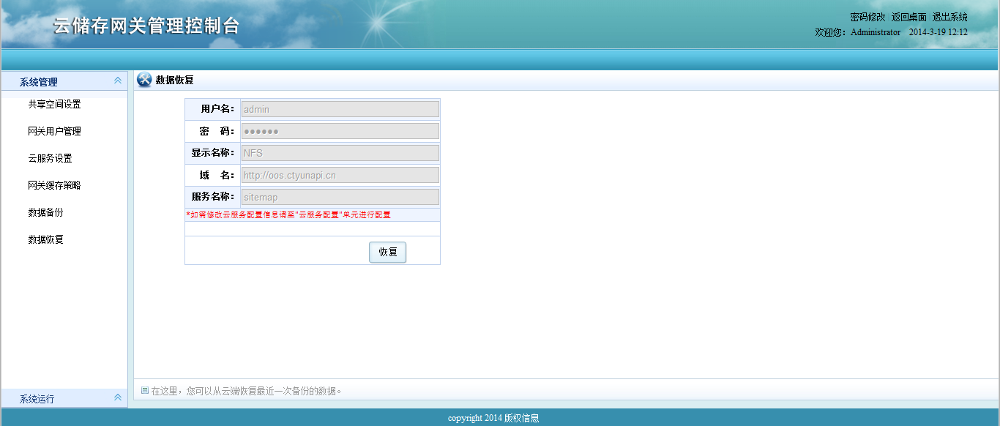 云储存网关管理控制台
密码修改 返回桌面 退出系统
欢迎您：Administrator 2014-3-19 12:12
系统管理
共享空间设置
网关用户管理
云服务设置
网关缓存策略
数据备份
数据恢复
系统运行
数据恢复
用户名： admin
密 码： ●●●●●●
显示名称： NFS
域 名： http://oos.ctyunapi.cn
服务名称： sitemap
*如需修改云服务配置信息请至"云服务配置"单元进行配置
恢复
在这里，您可以从云端恢复最近一次备份的数据。
copyright 2014 版权信息